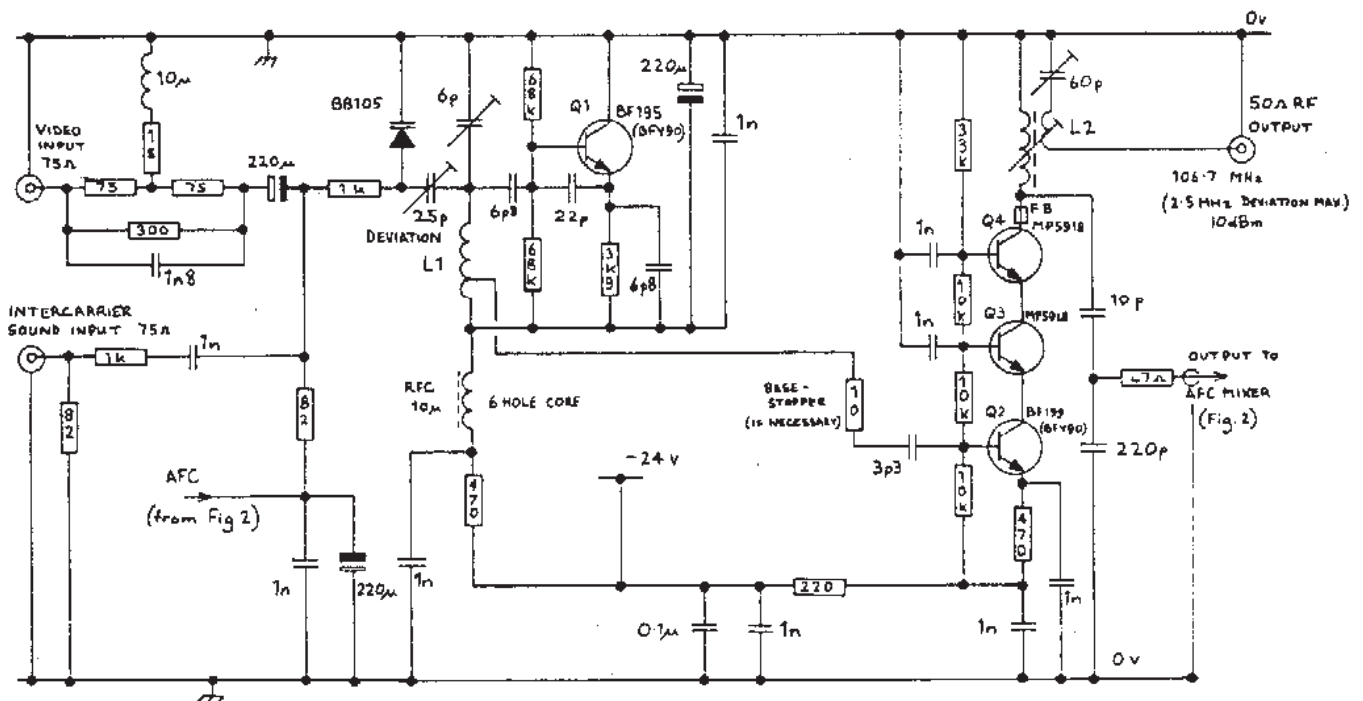 0v
10μ
18
VIDEO
INPUT
75Ω
75
75
300
1n8
220μ
BB105
1k
6p
25p
DEVIATION
L1
6p8
68k
68k
22p
Q1
BF195
(BFY90)
3k9
6p8
220μ
1n
33k
60p
L2
50Ω RF
OUTPUT
106.7 MHz
(2.5 MHz DEVIATION MAX.)
10dBm
FB
Q4
MPS918
1n
10k
Q3
MPS918
1n
10k
Q2
BF199
(BFY90)
10k
10p
47Ω
OUTPUT TO
AFC MIXER
(Fig. 2)
220p
INTERCARRIER
SOUND INPUT 75Ω
1k
1n
82
82
RFC
10μ
6 HOLE CORE
BASE-
STOPPER
(IF NECESSARY)
10
3p3
-24v
AFC
(from Fig 2)
470
470
1n
220μ
1n
220
0.1μ
1n
1n
1n
0v